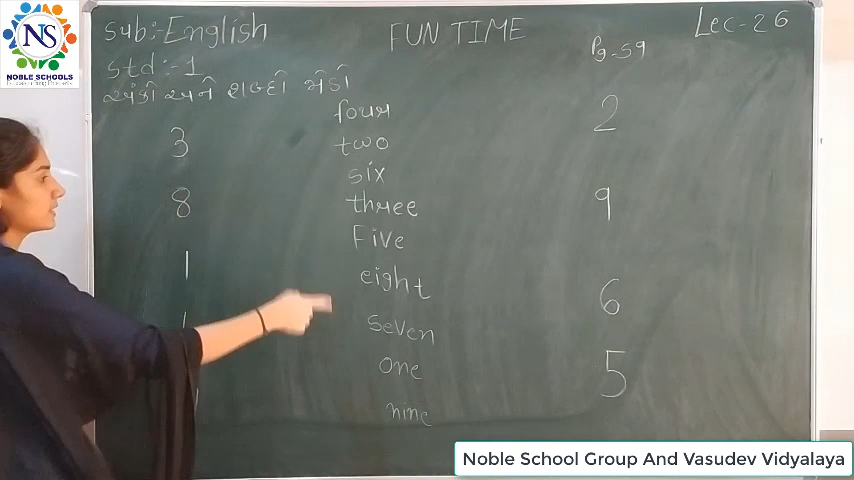 NS
NOBLE SCHOOLS
Sub:-English
FUN TIME
Lec-26
Pg-59
Std:-1
અંકો અને શબ્દો જોડો
four
2
3
two
six
8
three
9
Five
1
eight
6
seven
one
5
nine
Noble School Group And Vasudev Vidyalaya